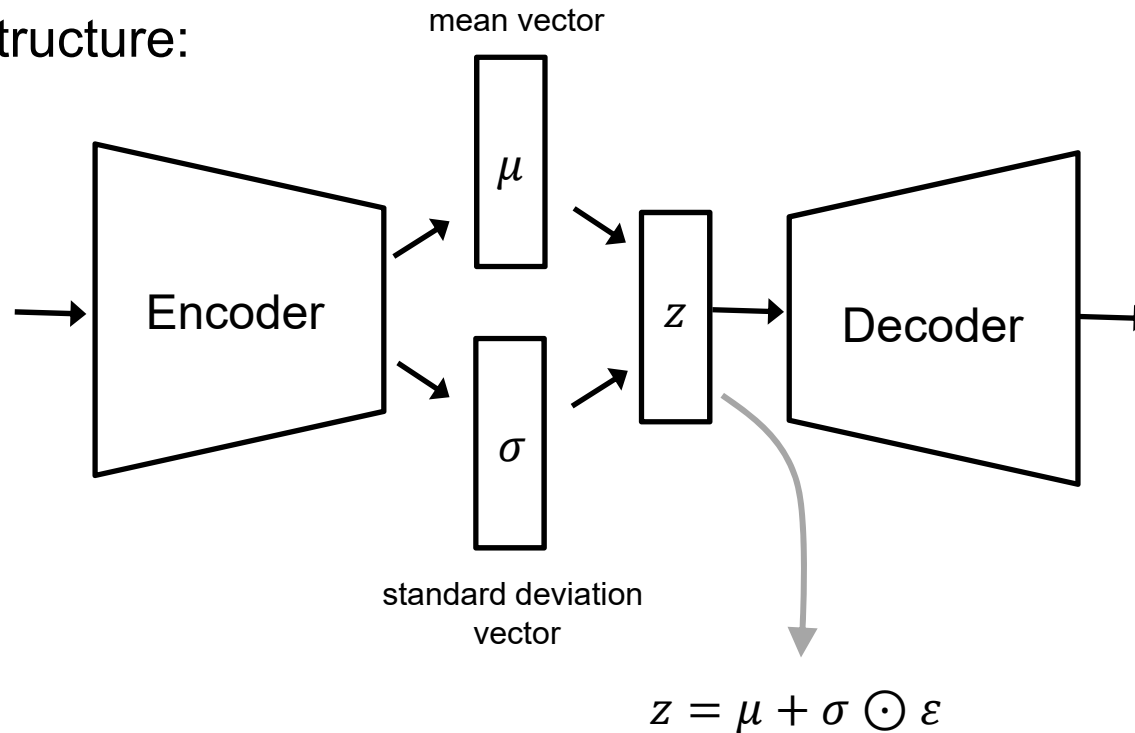 tructure:
mean vector
μ
Encoder
z
Decoder
σ
standard deviation
vector
z = μ + σ ⊙ ε